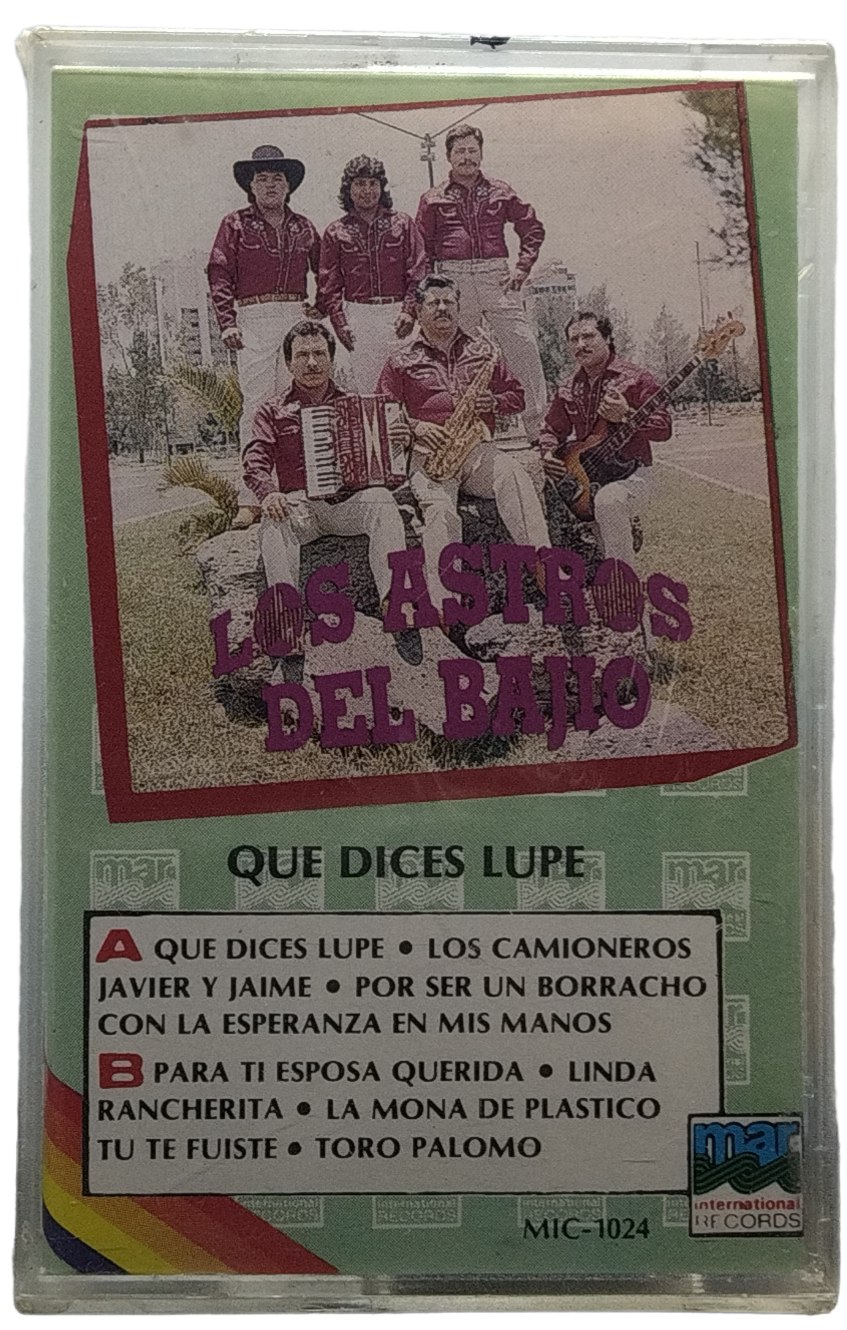 LOS ASTROS
DEL BAJIO
QUE DICES LUPE
A QUE DICES LUPE • LOS CAMIONEROS
JAVIER Y JAIME • POR SER UN BORRACHO
CON LA ESPERANZA EN MIS MANOS
B PARA TI ESPOSA QUERIDA • LINDA
RANCHERITA • LA MONA DE PLASTICO
TU TE FUISTE • TORO PALOMO
mar
international
RECORDS
MIC-1024